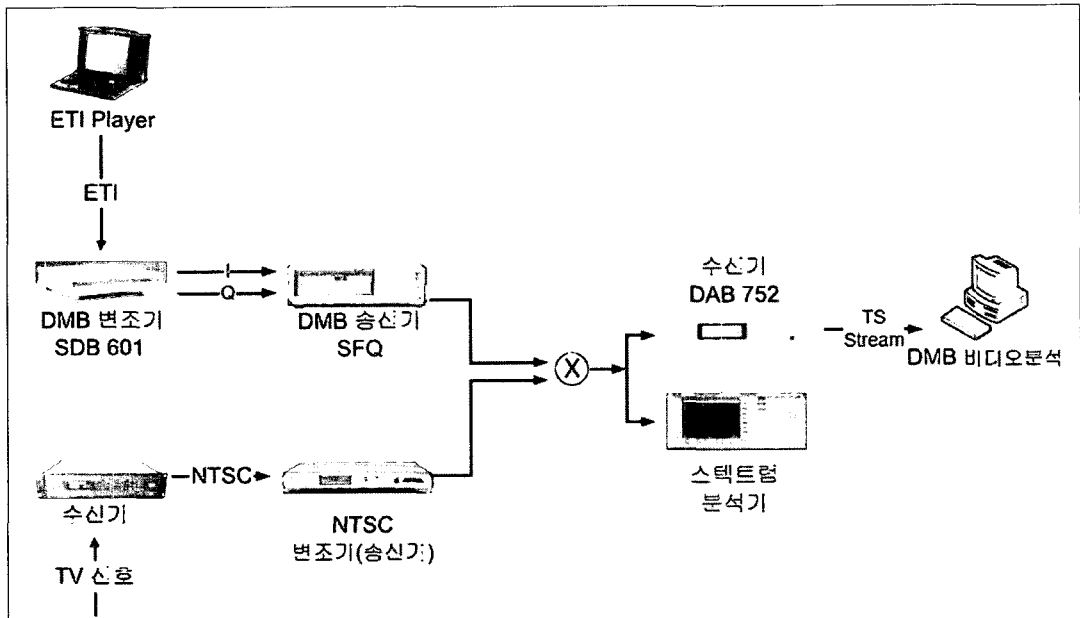 ETI Player
ETI
DMB 변조기
SDB 601
I
Q
DMB 송신기
SFQ
X
수신기
DAB 752
TS
Stream
DMB 비디오분석
스텍트럼
분석기
수신기
NTSC
NTSC
변조기(송신기)
TV 신호